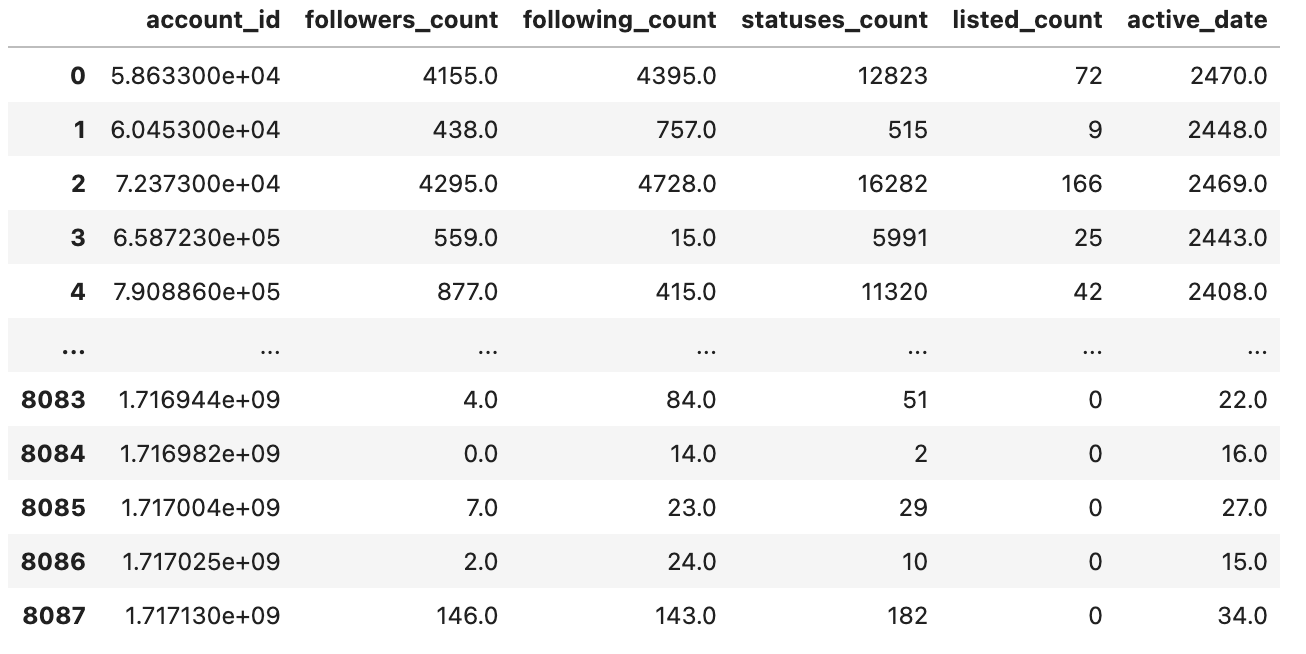 account_id followers_count following_count statuses_count listed_count active_date
0 5.863300e+04 4155.0 4395.0 12823 72 2470.0
1 6.045300e+04 438.0 757.0 515 9 2448.0
2 7.237300e+04 4295.0 4728.0 16282 166 2469.0
3 6.587230e+05 559.0 15.0 5991 25 2443.0
4 7.908860e+05 877.0 415.0 11320 42 2408.0
... ... ... ... ... ... ...
8083 1.716944e+09 4.0 84.0 51 0 22.0
8084 1.716982e+09 0.0 14.0 2 0 16.0
8085 1.717004e+09 7.0 23.0 29 0 27.0
8086 1.717025e+09 2.0 24.0 10 0 15.0
8087 1.717130e+09 146.0 143.0 182 0 34.0